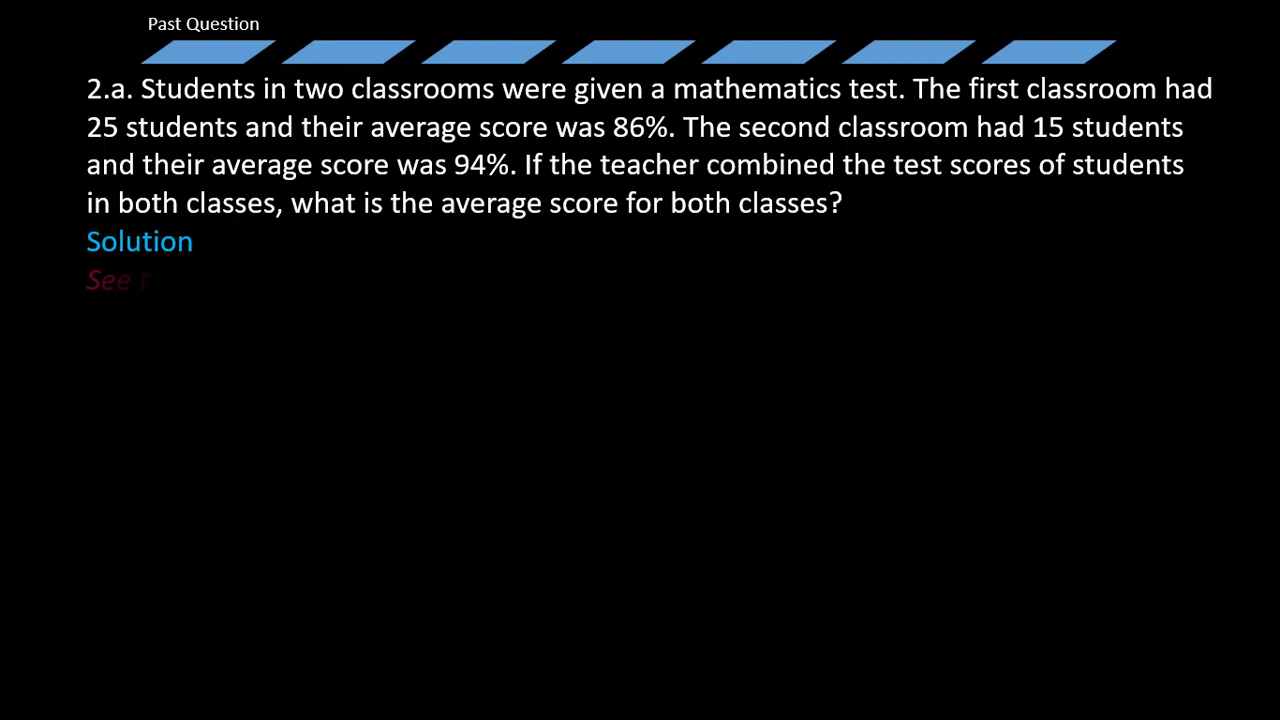 Past Question
2.a. Students in two classrooms were given a mathematics test. The first classroom had
25 students and their average score was 86%. The second classroom had 15 students
and their average score was 94%. If the teacher combined the test scores of students
in both classes, what is the average score for both classes?
Solution
See t